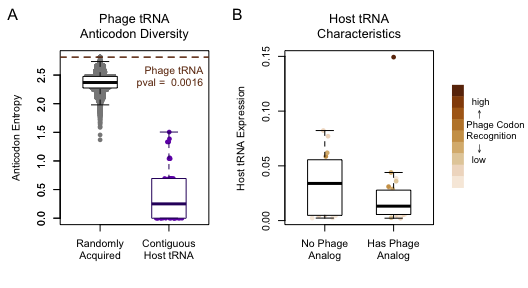 A
Phage tRNA
Anticodon Diversity
Anticodon Entropy
2.5
2.0
1.5
1.0
0.5
0.0
Phage tRNA
pval = 0.0016
Randomly
Acquired
Contiguous
Host tRNA
B
Host tRNA
Characteristics
Host tRNA Expression
0.15
0.10
0.05
0.00
No Phage
Analog
Has Phage
Analog
high
↑
Phage Codon
Recognition
↓
low